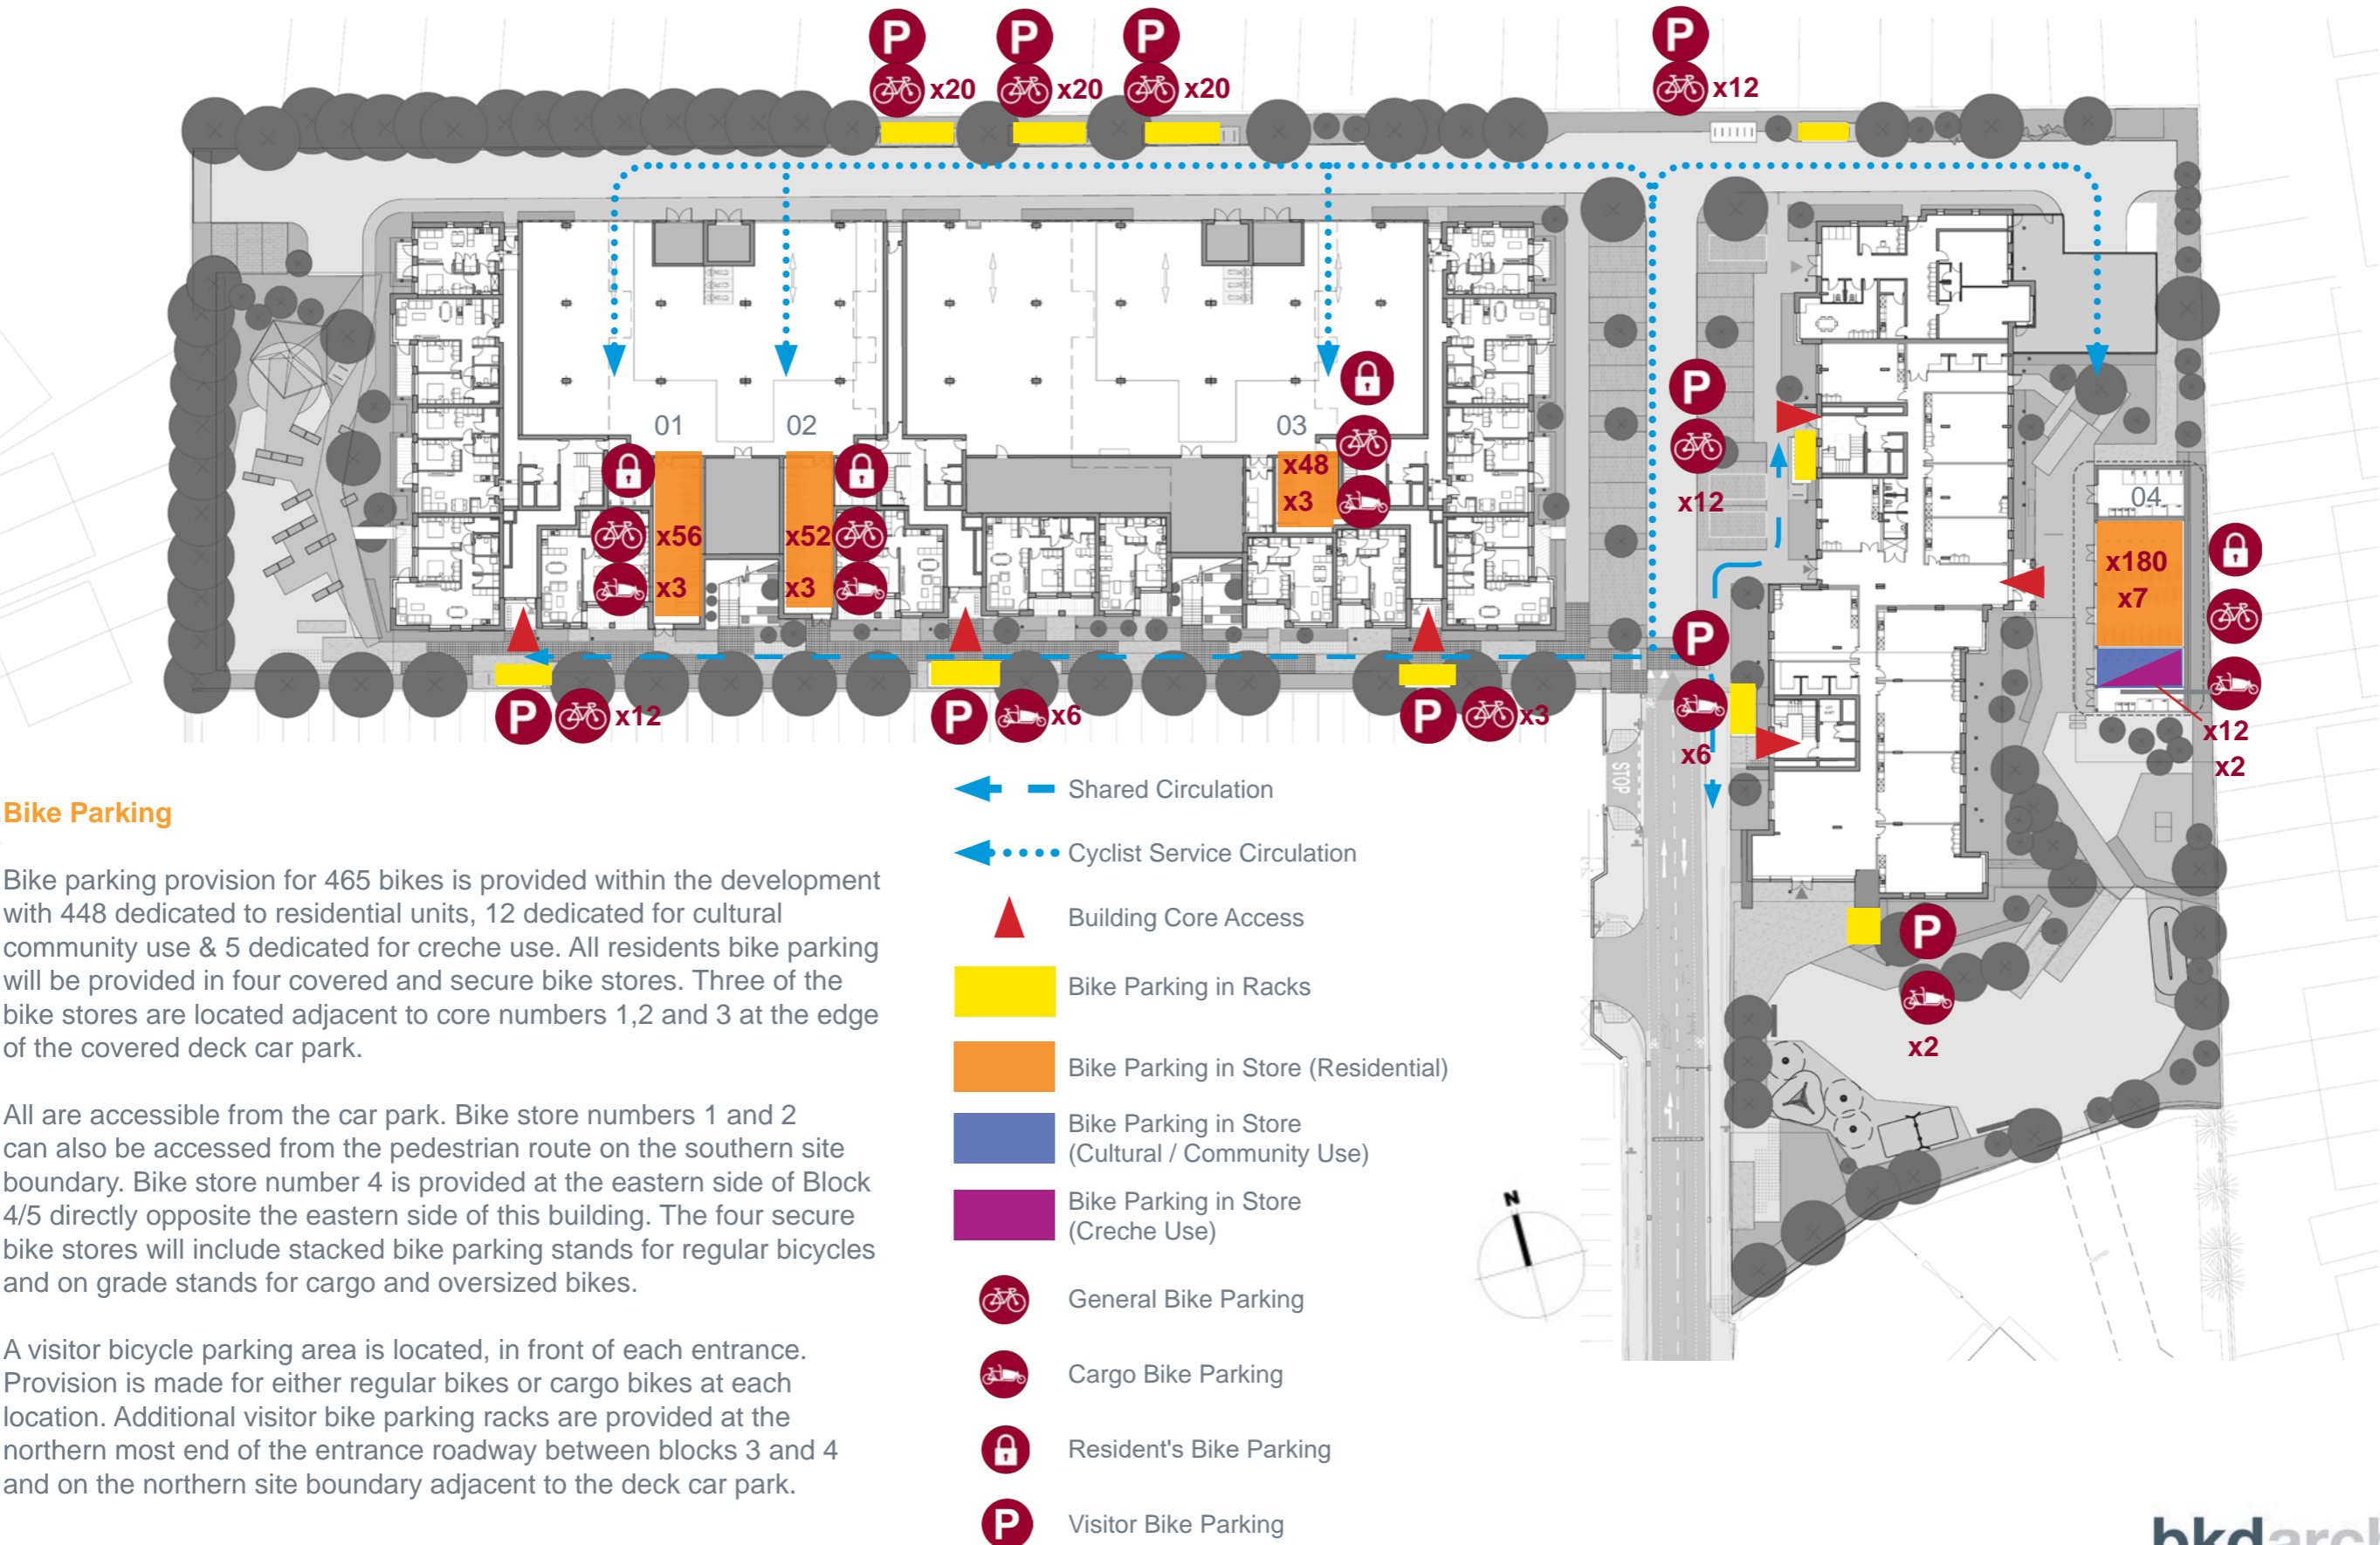 P P P P
x20 x20 x20 x12
01 02 03
04
x48
x3
P
x12
x56 x52
x3 x3
x180
x7
P
x6
P x12 P x6 P x3
x12
x2
STOP
P
x2
Bike Parking
Bike parking provision for 465 bikes is provided within the development
with 448 dedicated to residential units, 12 dedicated for cultural
community use & 5 dedicated for creche use. All residents bike parking
will be provided in four covered and secure bike stores. Three of the
bike stores are located adjacent to core numbers 1,2 and 3 at the edge
of the covered deck car park.
All are accessible from the car park. Bike store numbers 1 and 2
can also be accessed from the pedestrian route on the southern site
boundary. Bike store number 4 is provided at the eastern side of Block
4/5 directly opposite the eastern side of this building. The four secure
bike stores will include stacked bike parking stands for regular bicycles
and on grade stands for cargo and oversized bikes.
A visitor bicycle parking area is located, in front of each entrance.
Provision is made for either regular bikes or cargo bikes at each
location. Additional visitor bike parking racks are provided at the
northern most end of the entrance roadway between blocks 3 and 4
and on the northern site boundary adjacent to the deck car park.
Shared Circulation
Cyclist Service Circulation
Building Core Access
Bike Parking in Racks
Bike Parking in Store (Residential)
Bike Parking in Store
(Cultural / Community Use)
Bike Parking in Store
(Creche Use)
General Bike Parking
Cargo Bike Parking
Resident's Bike Parking
P Visitor Bike Parking
N
bkdarch